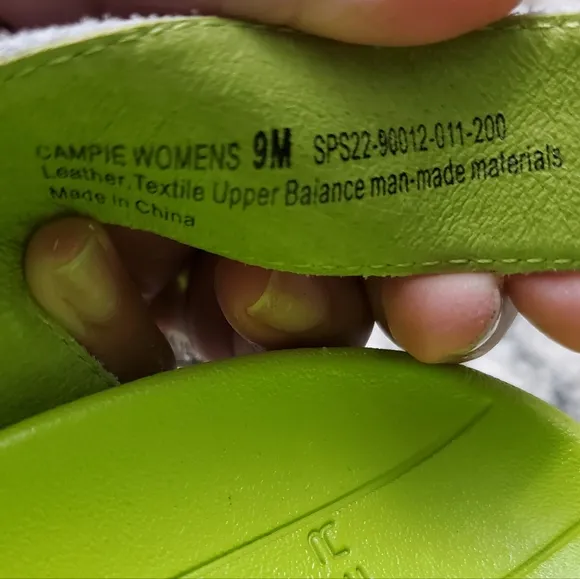 CAMPIE WOMENS 9M SPS22-90012-011-200
Leather, Textile Upper Balance man-made materials
Made in China